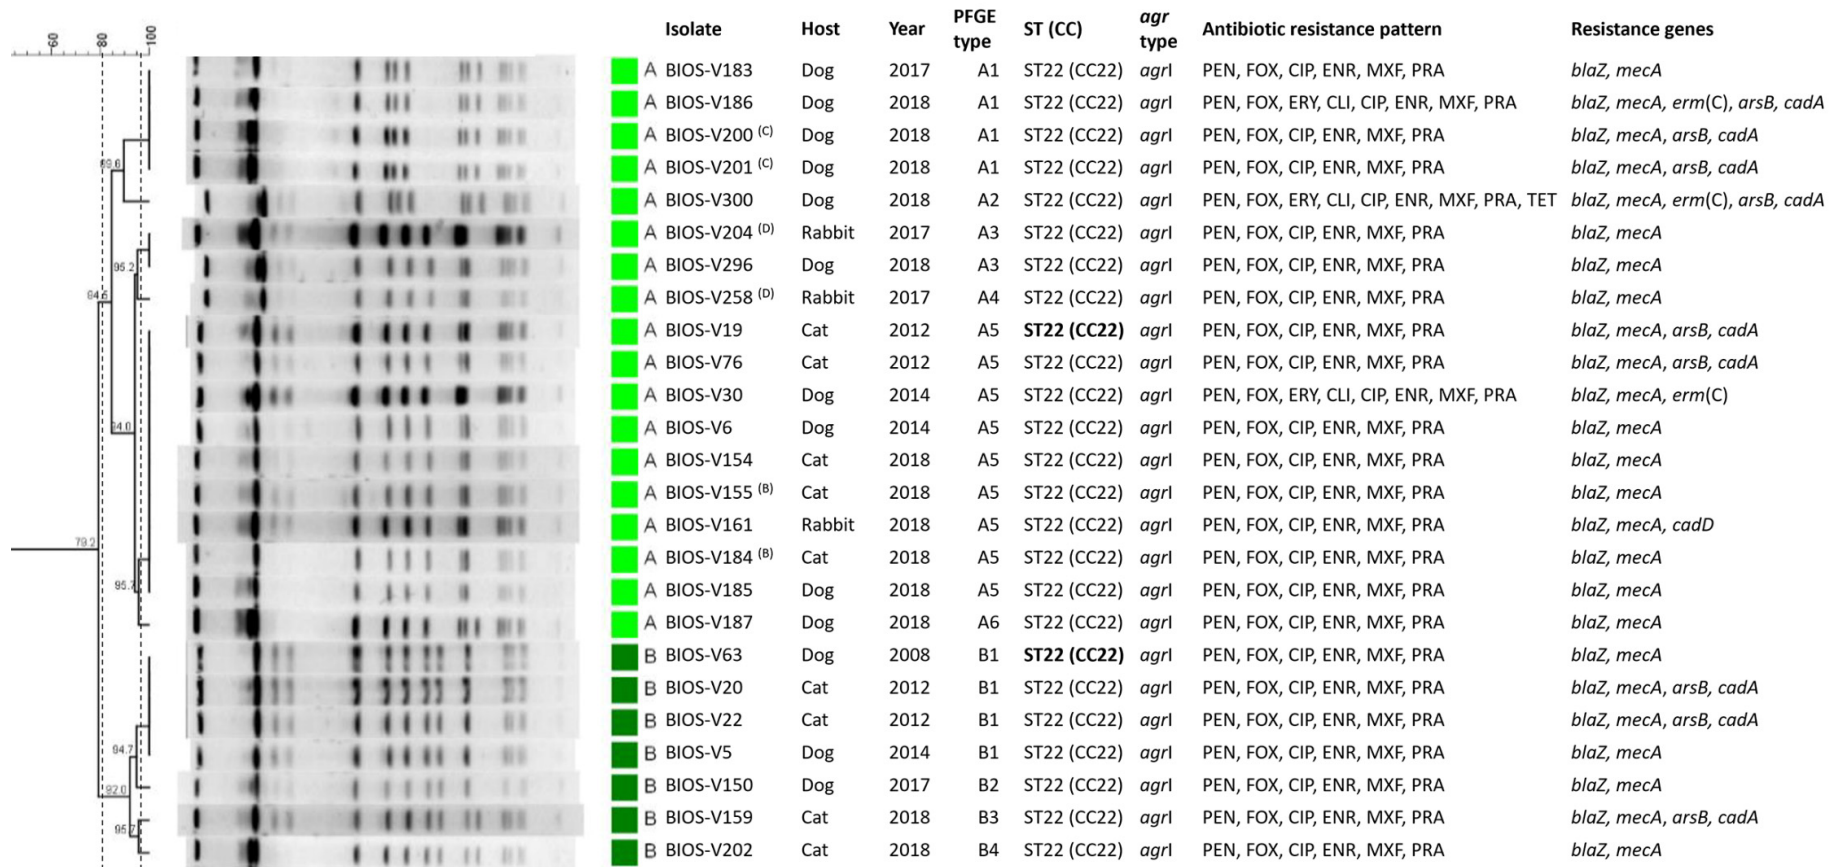 60 80 100
Isolate Host Year PFGE type ST (CC) agr type Antibiotic resistance pattern Resistance genes
A BIOS-V183 Dog 2017 A1 ST22 (CC22) agrI PEN, FOX, CIP, ENR, MXF, PRA blaZ, mecA
A BIOS-V186 Dog 2018 A1 ST22 (CC22) agrI PEN, FOX, ERY, CLI, CIP, ENR, MXF, PRA blaZ, mecA, erm(C), arsB, cadA
A BIOS-V200 (C) Dog 2018 A1 ST22 (CC22) agrI PEN, FOX, CIP, ENR, MXF, PRA blaZ, mecA, arsB, cadA
A BIOS-V201 (C) Dog 2018 A1 ST22 (CC22) agrI PEN, FOX, CIP, ENR, MXF, PRA blaZ, mecA, arsB, cadA
A BIOS-V300 Dog 2018 A2 ST22 (CC22) agrI PEN, FOX, ERY, CLI, CIP, ENR, MXF, PRA, TET blaZ, mecA, erm(C), arsB, cadA
A BIOS-V204 (D) Rabbit 2017 A3 ST22 (CC22) agrI PEN, FOX, CIP, ENR, MXF, PRA blaZ, mecA
95.2 A BIOS-V296 Dog 2018 A3 ST22 (CC22) agrI PEN, FOX, CIP, ENR, MXF, PRA blaZ, mecA
A BIOS-V258 (D) Rabbit 2017 A4 ST22 (CC22) agrI PEN, FOX, CIP, ENR, MXF, PRA blaZ, mecA
A BIOS-V19 Cat 2012 A5 ST22 (CC22) agrI PEN, FOX, CIP, ENR, MXF, PRA blaZ, mecA, arsB, cadA
A BIOS-V76 Cat 2012 A5 ST22 (CC22) agrI PEN, FOX, CIP, ENR, MXF, PRA blaZ, mecA, arsB, cadA
A BIOS-V30 Dog 2014 A5 ST22 (CC22) agrI PEN, FOX, ERY, CLI, CIP, ENR, MXF, PRA blaZ, mecA, erm(C)
A BIOS-V6 Dog 2014 A5 ST22 (CC22) agrI PEN, FOX, CIP, ENR, MXF, PRA blaZ, mecA
A BIOS-V154 Cat 2018 A5 ST22 (CC22) agrI PEN, FOX, CIP, ENR, MXF, PRA blaZ, mecA
A BIOS-V155 (B) Cat 2018 A5 ST22 (CC22) agrI PEN, FOX, CIP, ENR, MXF, PRA blaZ, mecA
A BIOS-V161 Rabbit 2018 A5 ST22 (CC22) agrI PEN, FOX, CIP, ENR, MXF, PRA blaZ, mecA, cadD
79.2 A BIOS-V184 (B) Cat 2018 A5 ST22 (CC22) agrI PEN, FOX, CIP, ENR, MXF, PRA blaZ, mecA
A BIOS-V185 Dog 2018 A5 ST22 (CC22) agrI PEN, FOX, CIP, ENR, MXF, PRA blaZ, mecA
A BIOS-V187 Dog 2018 A6 ST22 (CC22) agrI PEN, FOX, CIP, ENR, MXF, PRA blaZ, mecA
B BIOS-V63 Dog 2008 B1 ST22 (CC22) agrI PEN, FOX, CIP, ENR, MXF, PRA blaZ, mecA
B BIOS-V20 Cat 2012 B1 ST22 (CC22) agrI PEN, FOX, CIP, ENR, MXF, PRA blaZ, mecA, arsB, cadA
B BIOS-V22 Cat 2012 B1 ST22 (CC22) agrI PEN, FOX, CIP, ENR, MXF, PRA blaZ, mecA, arsB, cadA
94.7 B BIOS-V5 Dog 2014 B1 ST22 (CC22) agrI PEN, FOX, CIP, ENR, MXF, PRA blaZ, mecA
92.0 B BIOS-V150 Dog 2017 B2 ST22 (CC22) agrI PEN, FOX, CIP, ENR, MXF, PRA blaZ, mecA
B BIOS-V159 Cat 2018 B3 ST22 (CC22) agrI PEN, FOX, CIP, ENR, MXF, PRA blaZ, mecA, arsB, cadA
B BIOS-V202 Cat 2018 B4 ST22 (CC22) agrI PEN, FOX, CIP, ENR, MXF, PRA blaZ, mecA